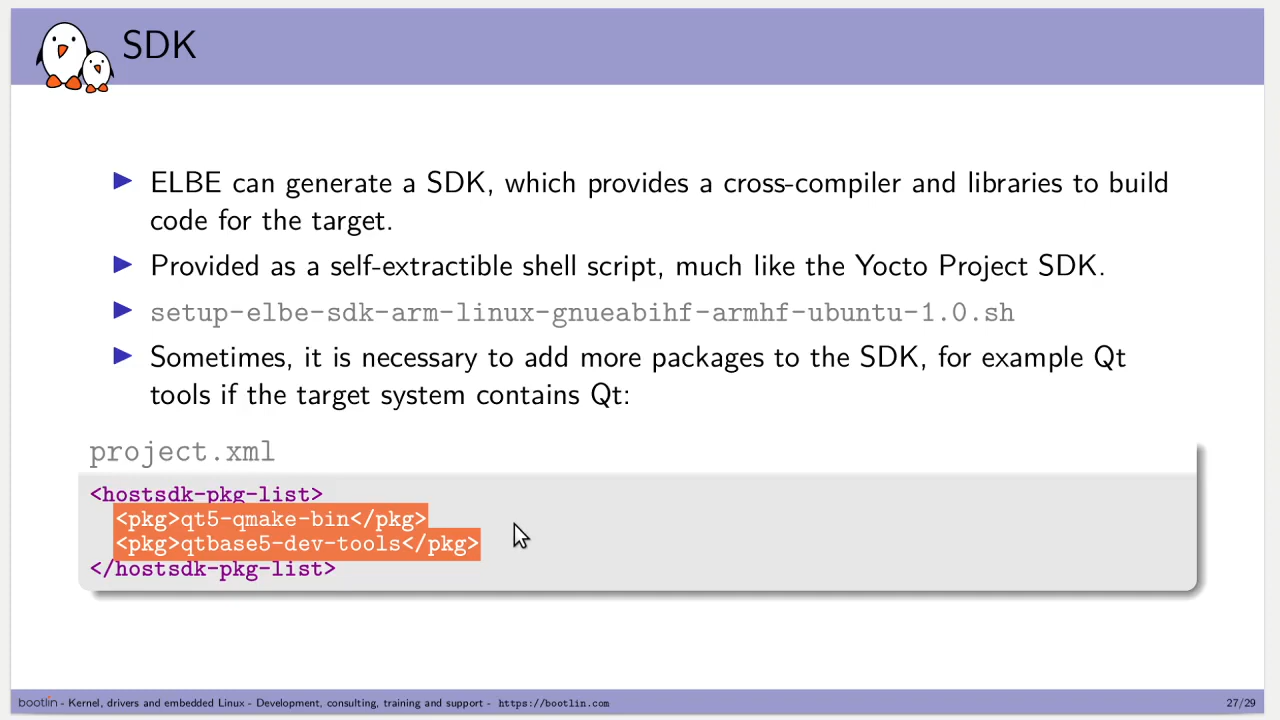 SDK
ELBE can generate a SDK, which provides a cross-compiler and libraries to build
code for the target.
Provided as a self-extractible shell script, much like the Yocto Project SDK.
setup-elbe-sdk-arm-linux-gnueabihf-armhf-ubuntu-1.0.sh
Sometimes, it is necessary to add more packages to the SDK, for example Qt
tools if the target system contains Qt:
project.xml
<hostsdk-pkg-list>
<pkg>qt5-qmake-bin</pkg>
<pkg>qtbase5-dev-tools</pkg>
</hostsdk-pkg-list>
bootlin - Kernel, drivers and embedded Linux - Development, consulting, training and support - https://bootlin.com
27/29